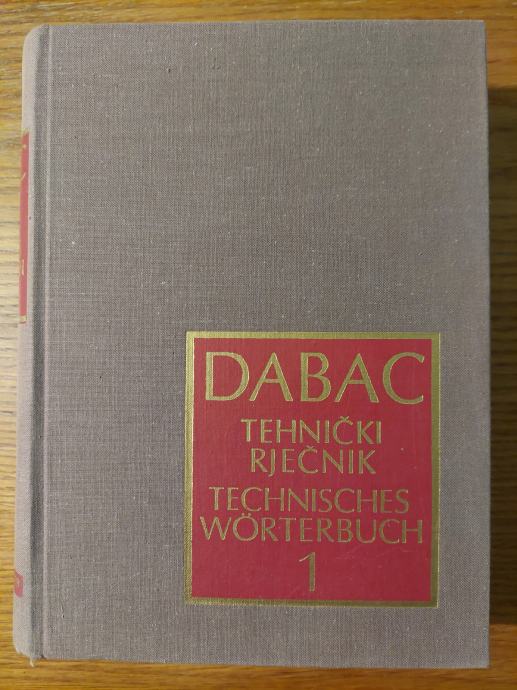 DABAC
TEHNIČKI
RJEČNIK
TECHNISCHES
WÖRTERBUCH
1